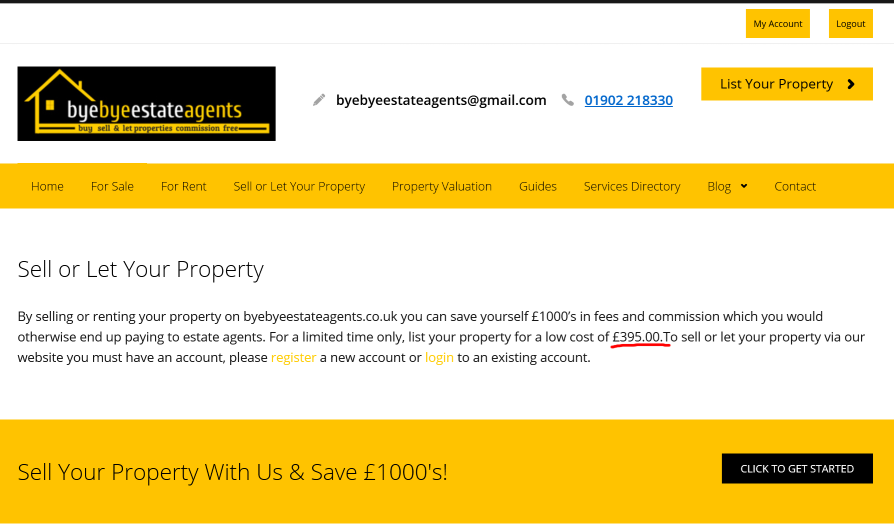 My Account
Logout
byebyeestateagents
buy sell & let properties commission free
byebyeestateagents@gmail.com
01902 218330
List Your Property
Home
For Sale
For Rent
Sell or Let Your Property
Property Valuation
Guides
Services Directory
Blog
Contact
Sell or Let Your Property
By selling or renting your property on byebyeestateagents.co.uk you can save yourself £1000's in fees and commission which you would
otherwise end up paying to estate agents. For a limited time only, list your property for a low cost of £395.00.To sell or let your property via our
website you must have an account, please register a new account or login to an existing account.
Sell Your Property With Us & Save £1000's!
CLICK TO GET STARTED